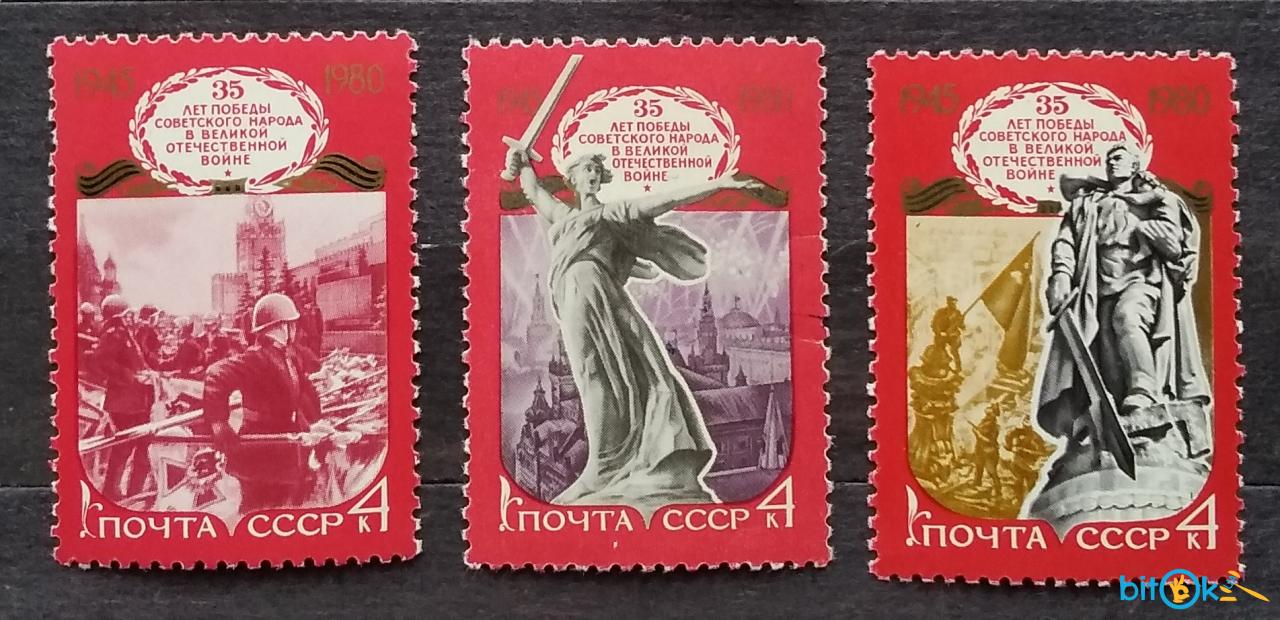 1945 1980
35
ЛЕТ ПОБЕДЫ
СОВЕТСКОГО НАРОДА
В ВЕЛИКОЙ
ОТЕЧЕСТВЕННОЙ
ВОЙНЕ
ПОЧТА СССР 4 К
1945 1980
35
ЛЕТ ПОБЕДЫ
СОВЕТСКОГО НАРОДА
В ВЕЛИКОЙ
ОТЕЧЕСТВЕННОЙ
ВОЙНЕ
ПОЧТА СССР 4 К
1945 1980
35
ЛЕТ ПОБЕДЫ
СОВЕТСКОГО НАРОДА
В ВЕЛИКОЙ
ОТЕЧЕСТВЕННОЙ
ВОЙНЕ
ПОЧТА СССР 4 К
bitOk